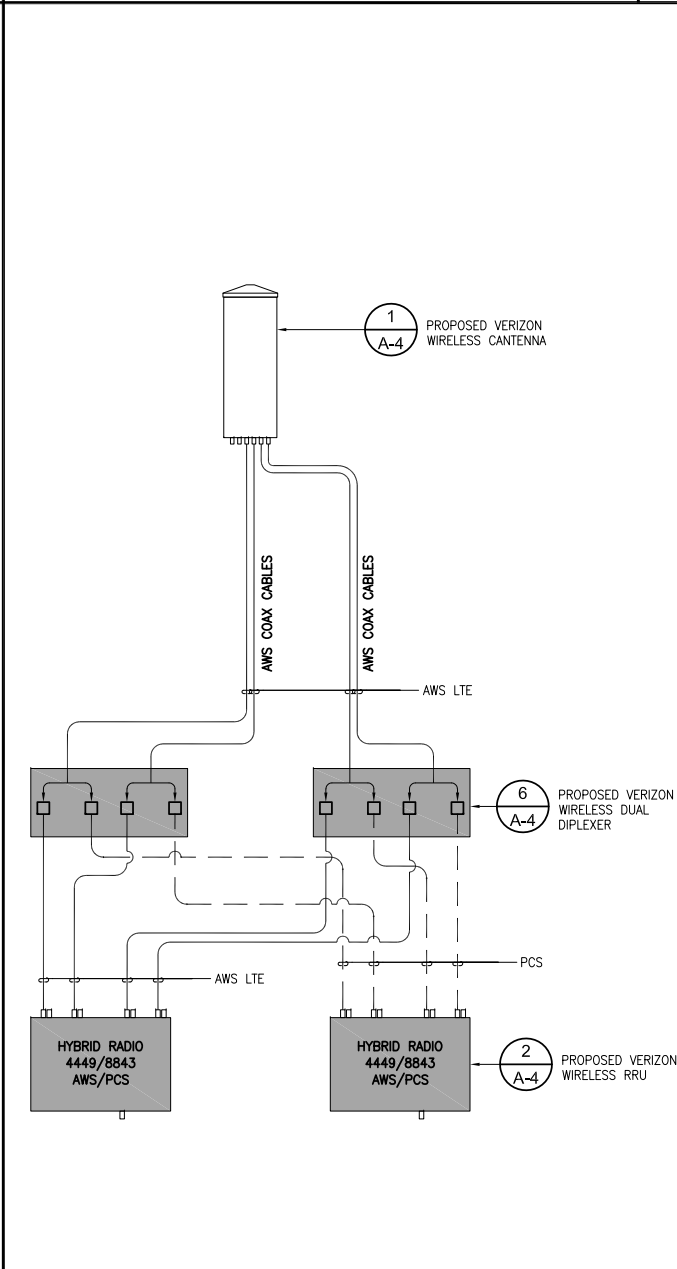 1
A-4
PROPOSED VERIZON
WIRELESS CANTENNA
AWS COAX CABLES
AWS COAX CABLES
AWS LTE
6
A-4
PROPOSED VERIZON
WIRELESS DUAL
DIPLEXER
PCS
AWS LTE
HYBRID RADIO
4449/8843
AWS/PCS
HYBRID RADIO
4449/8843
AWS/PCS
2
A-4
PROPOSED VERIZON
WIRELESS RRU